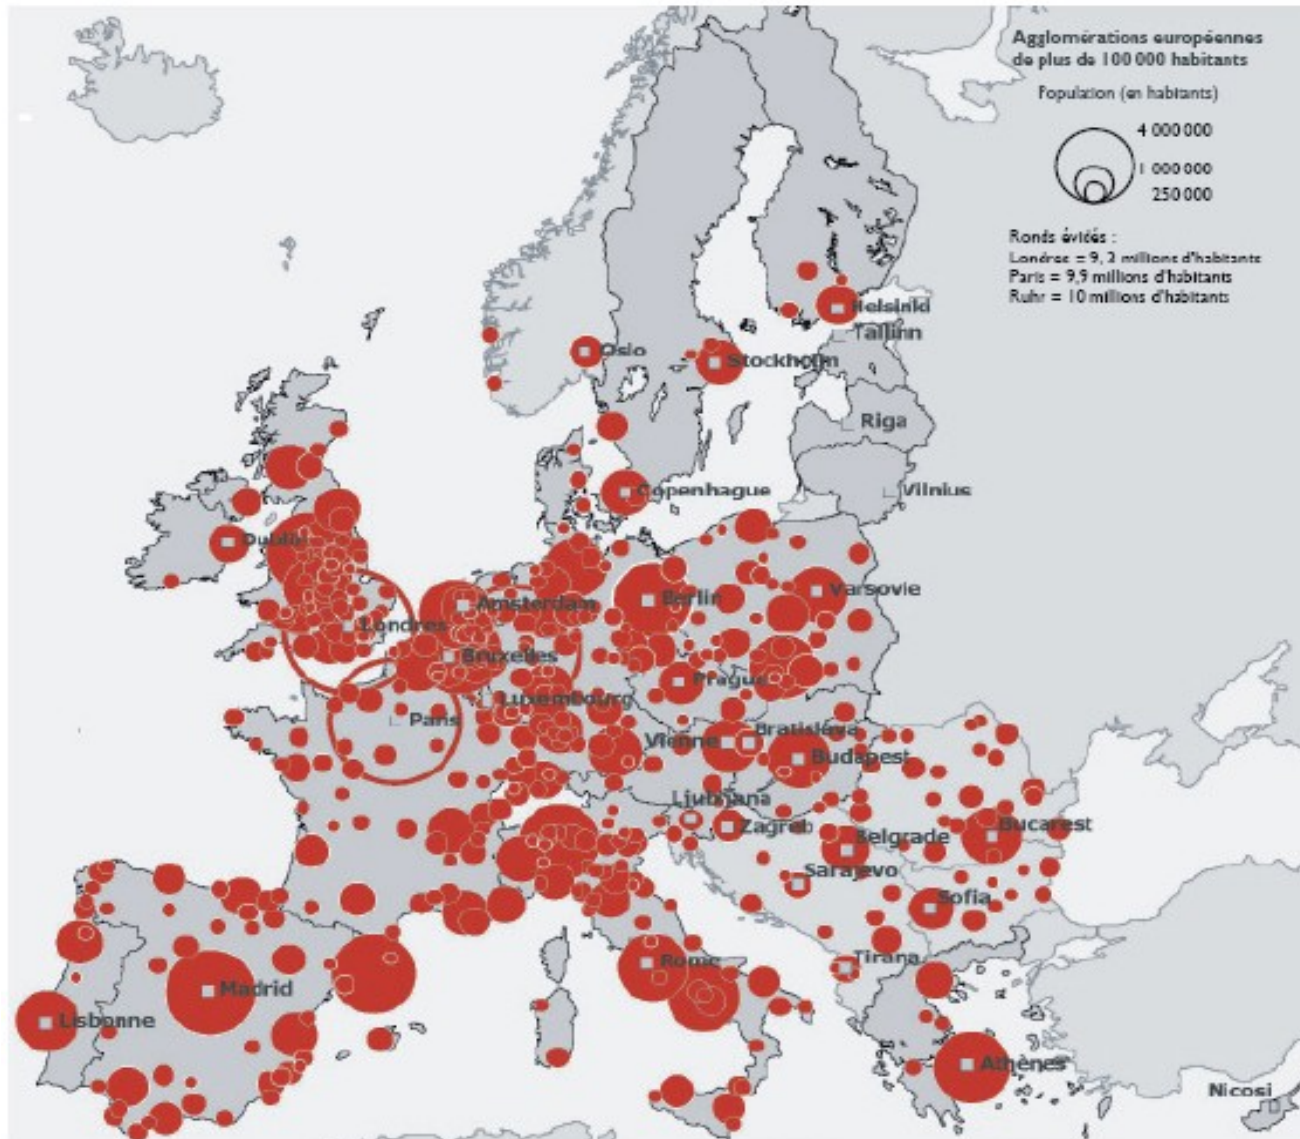 Agglomérations européennes
de plus de 100 000 habitants
Population (en habitants)
4 000 000
1 000 000
250 000
Ronds évidés :
Londres = 9, 2 millions d'habitants
Paris = 9,9 millions d'habitants
Ruhr = 10 millions d'habitants
Helsinki
Tallinn
Oslo
Stockholm
Riga
Copenhague
Vilnius
Dublin
Varsovie
Berlin
Amsterdam
Londres
Bruxelles
Prague
Luxembourg
Paris
Vienne
Bratislava
Budapest
Ljubljana
Zagreb
Belgrade
Bucarest
Sarajevo
Sofia
Rome
Tirana
Madrid
Lisbonne
Athènes
Nicosi